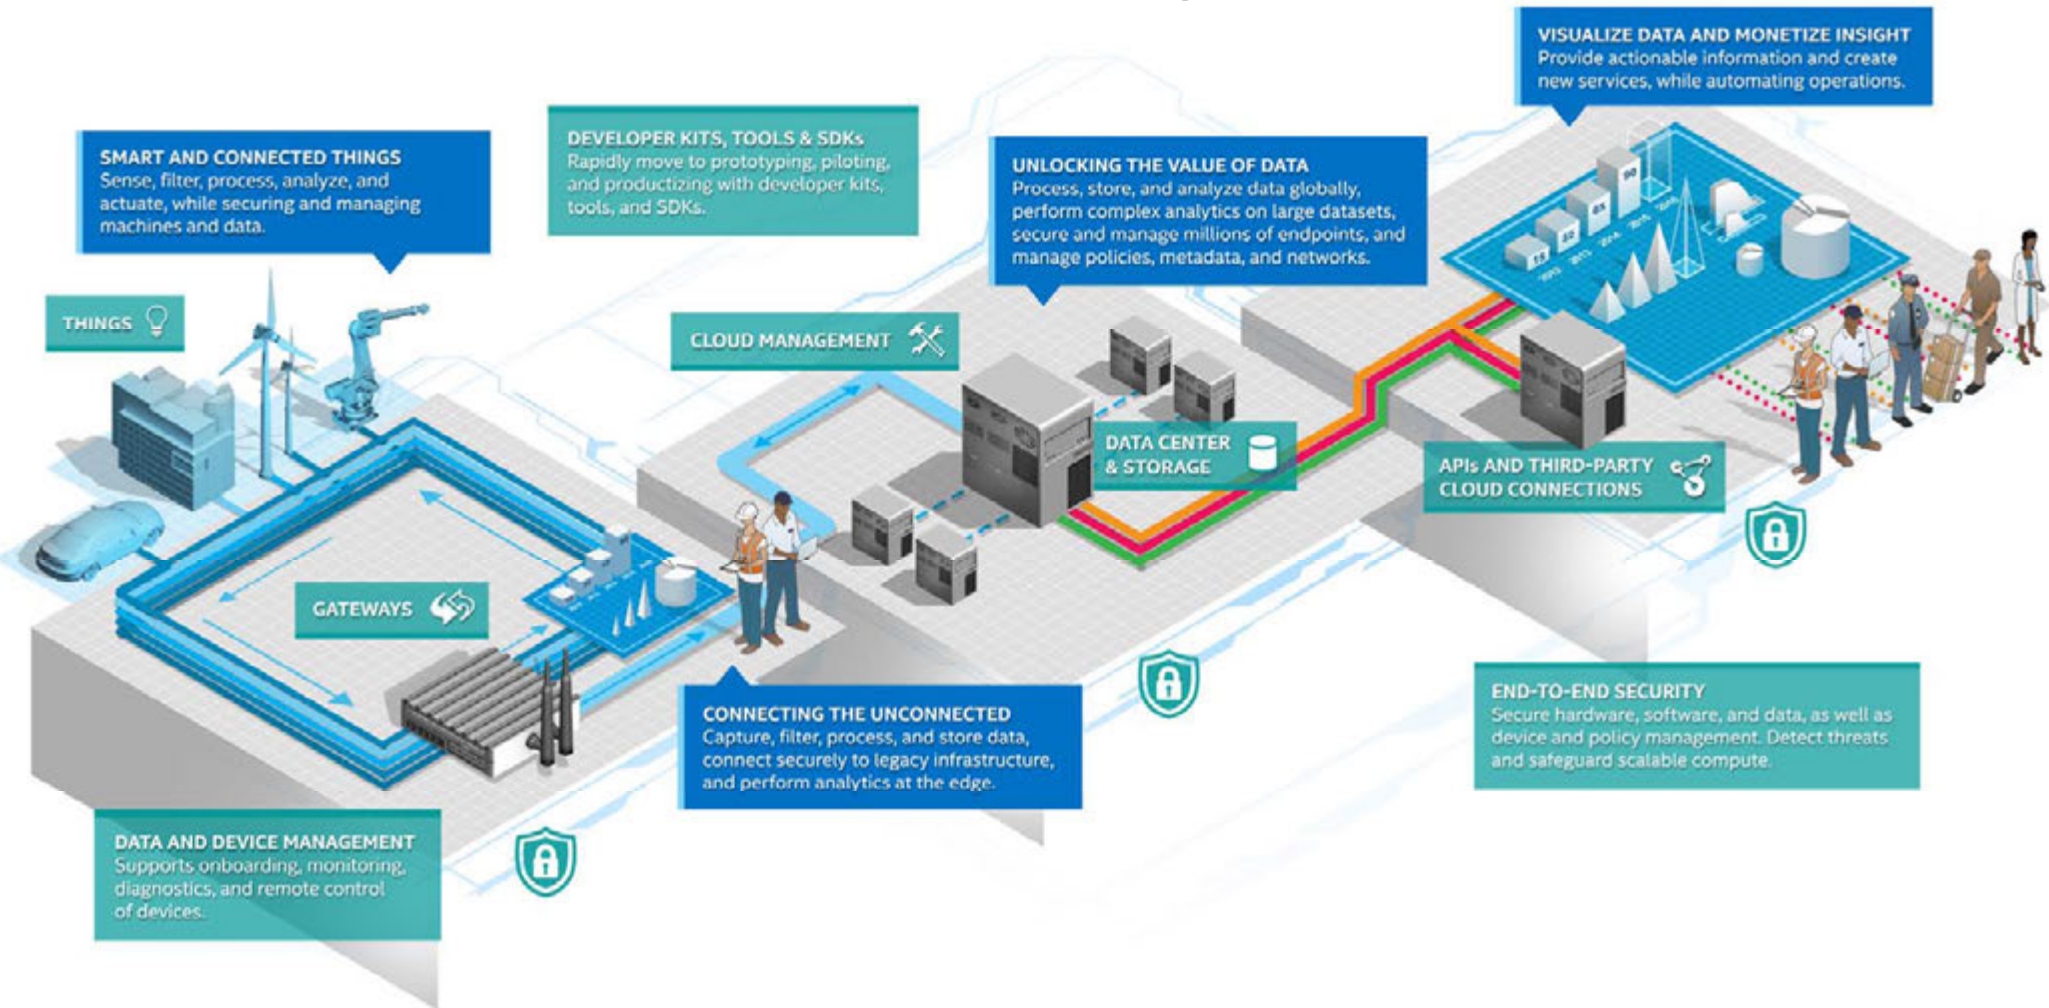 VISUALIZE DATA AND MONETIZE INSIGHT
Provide actionable information and create
new services, while automating operations.
SMART AND CONNECTED THINGS
Sense, filter, process, analyze, and
actuate, while securing and managing
machines and data.
DEVELOPER KITS, TOOLS & SDKs
Rapidly move to prototyping, piloting,
and productizing with developer kits,
tools, and SDKs.
UNLOCKING THE VALUE OF DATA
Process, store, and analyze data globally,
perform complex analytics on large datasets,
secure and manage millions of endpoints, and
manage policies, metadata, and networks.
THINGS
CLOUD MANAGEMENT
DATA CENTER
& STORAGE
APIs AND THIRD-PARTY
CLOUD CONNECTIONS
GATEWAYS
CONNECTING THE UNCONNECTED
Capture, filter, process, and store data,
connect securely to legacy infrastructure,
and perform analytics at the edge.
END-TO-END SECURITY
Secure hardware, software, and data, as well as
device and policy management. Detect threats
and safeguard scalable compute.
DATA AND DEVICE MANAGEMENT
Supports onboarding, monitoring,
diagnostics, and remote control
of devices.